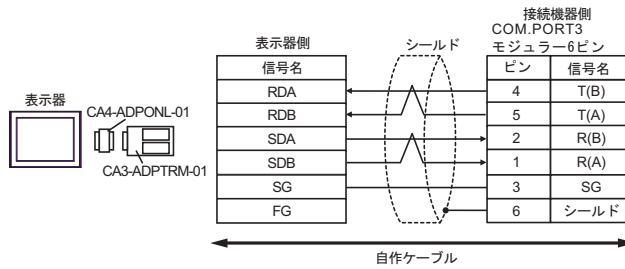 接続機器側
COM.PORT3
モジュラー6ピン
表示器側
シールド
信号名
ピン
信号名
RDA
4
T(B)
RDB
5
T(A)
SDA
2
R(B)
SDB
1
R(A)
SG
3
SG
FG
6
シールド
表示器
CA4-ADPONL-01
CA3-ADPTRM-01
自作ケーブル